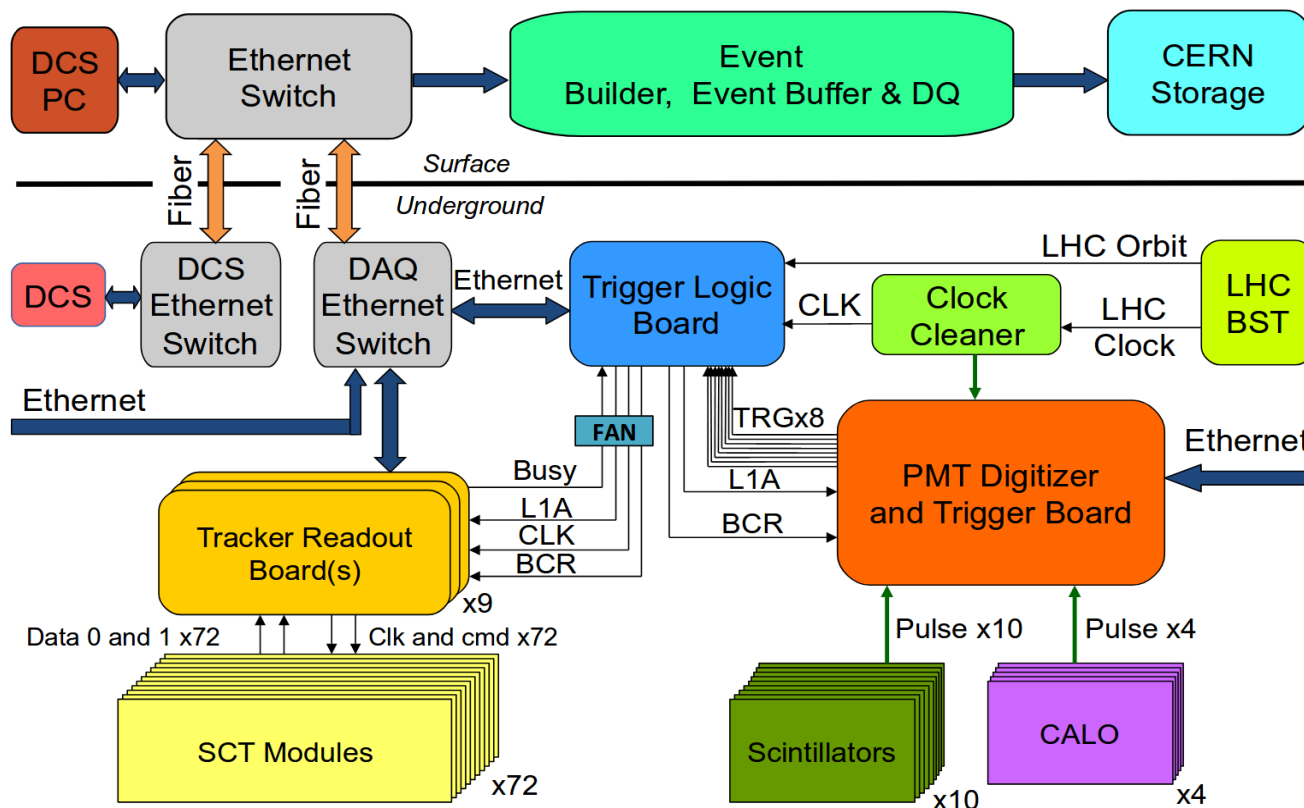 DCS
PC
Ethernet
Switch
Event
Builder, Event Buffer & DQ
CERN
Storage
Fiber
Fiber
Surface
Underground
DCS
DCS
Ethernet
Switch
DAQ
Ethernet
Switch
Ethernet
Trigger Logic
Board
LHC Orbit
CLK
Clock
Cleaner
LHC
Clock
LHC
BST
Ethernet
FAN
TRGx8
Ethernet
Busy
L1A
CLK
BCR
L1A
BCR
PMT Digitizer
and Trigger Board
Tracker Readout
Board(s)
x9
Data 0 and 1 x72
Clk and cmd x72
Pulse x10
Pulse x4
SCT Modules
x72
Scintillators
x10
CALO
x4